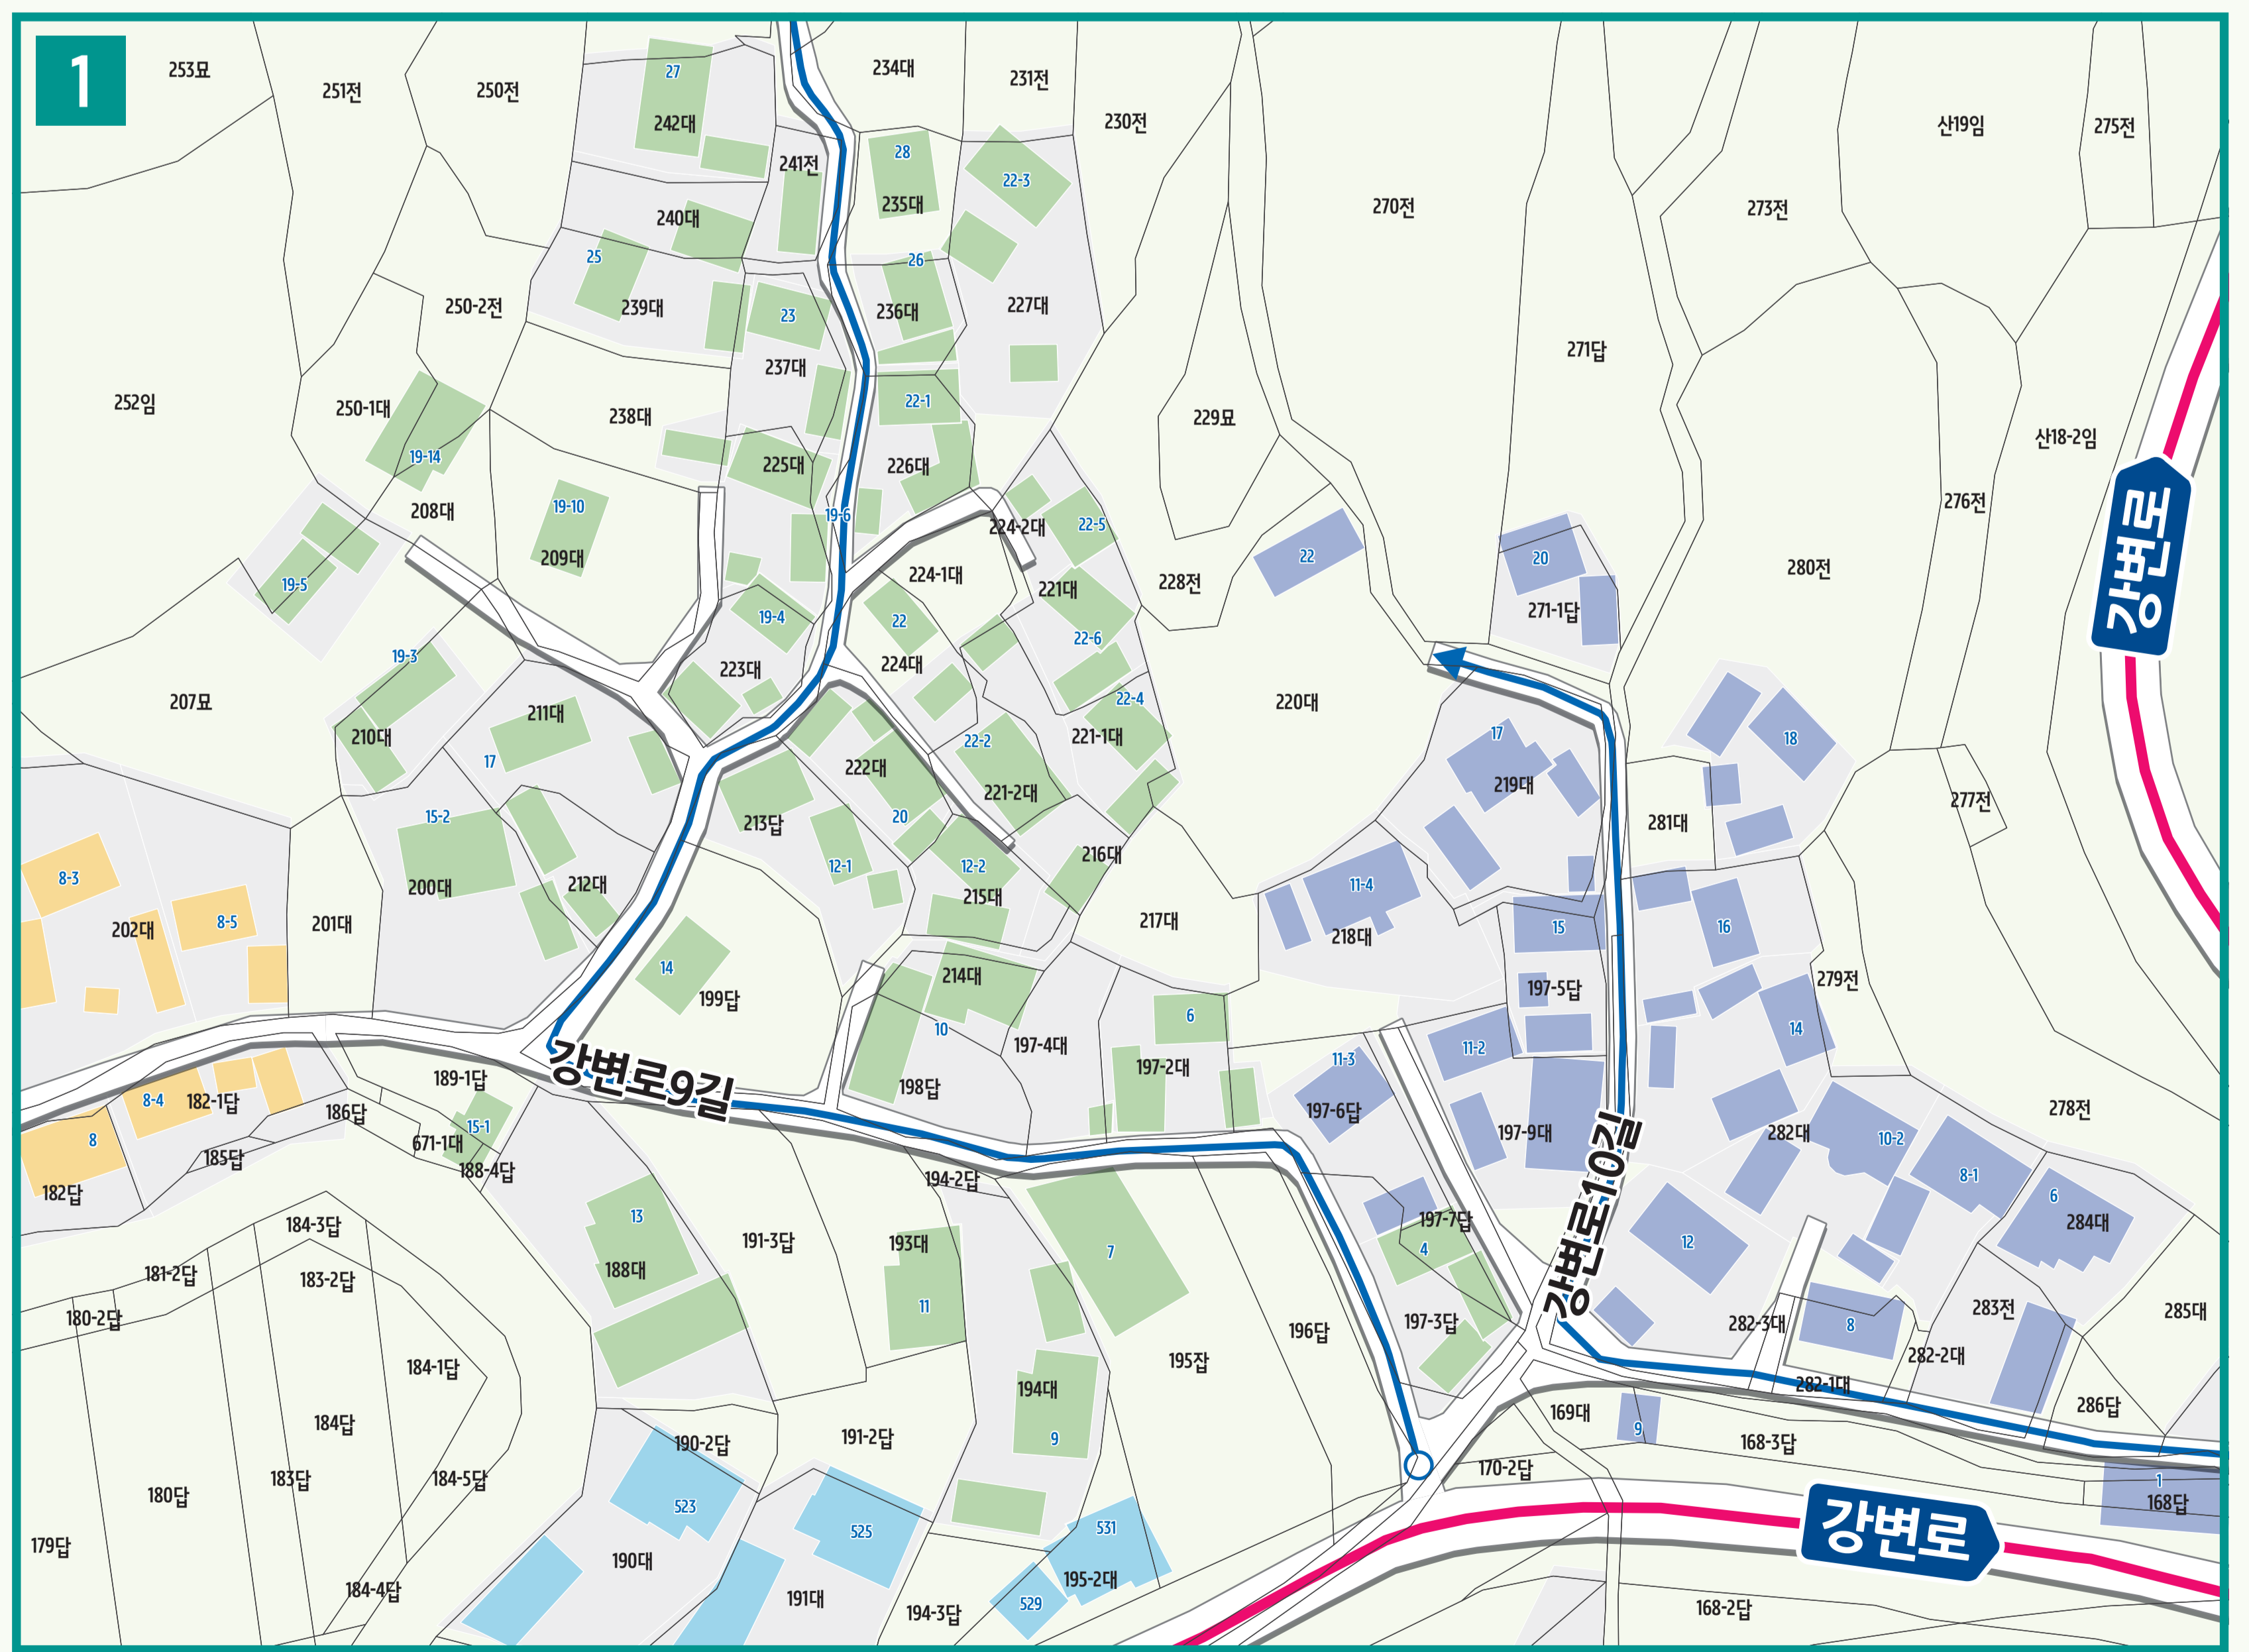 1
253묘
251전
250전
27
242대
234대
231전
230전
241전
28
235대
22-3
270전
273전
산19임
275전
240대
25
239대
250-2전
23
237대
26
236대
227대
271답
252임
250-1대
19-14
238대
22-1
225대
226대
229묘
산18-2임
강변로
276전
280전
208대
19-10
209대
19-6
224-2대
22-5
22
20
271-1답
19-5
224-1대
221대
228전
19-4
22
22-6
223대
224대
19-3
207묘
210대
211대
17
22-4
221-1대
22-2
220대
17
219대
18
222대
221-2대
281대
277전
15-2
200대
212대
213답
20
12-1
12-2
215대
216대
8-3
202대
8-5
201대
217대
11-4
218대
15
16
14
199답
214대
197-5답
279전
10
197-4대
6
197-2대
11-2
14
11-3
197-6답
강변로9길
189-1답
198답
8-4
182-1답
186답
8
15-1
671-1대
188-4답
185답
182답
197-9대
강변로10길
282대
10-2
278전
8-1
6
284대
194-2답
13
188대
191-3답
193대
11
7
197-7답
4
12
184-3답
181-2답
183-2답
180-2답
196답
197-3답
282-3대
8
283전
285대
282-2대
184-1답
195잡
194대
282-1대
286답
184답
190-2답
191-2답
9
169대
9
168-3답
183답
184-5답
180답
170-2답
1
168답
523
525
531
강변로
179답
190대
184-4답
191대
195-2대
529
194-3답
168-2답